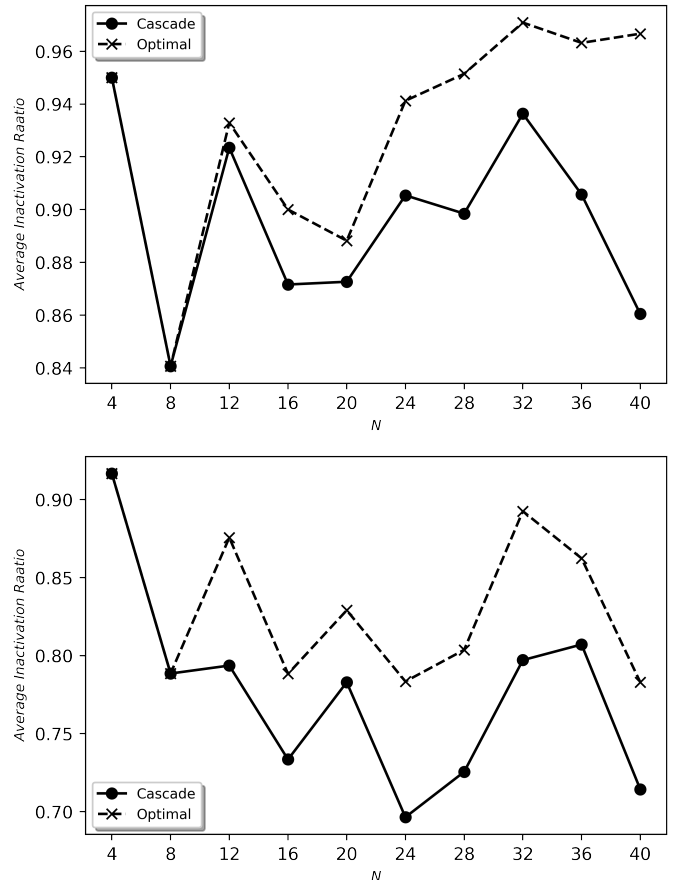 Cascade
Optimal
Average Inactivation Raatio
0.96
0.94
0.92
0.90
0.88
0.86
0.84
4 8 12 16 20 24 28 32 36 40
N
Average Inactivation Raatio
0.90
0.85
0.80
0.75
0.70
Cascade
Optimal
4 8 12 16 20 24 28 32 36 40
N